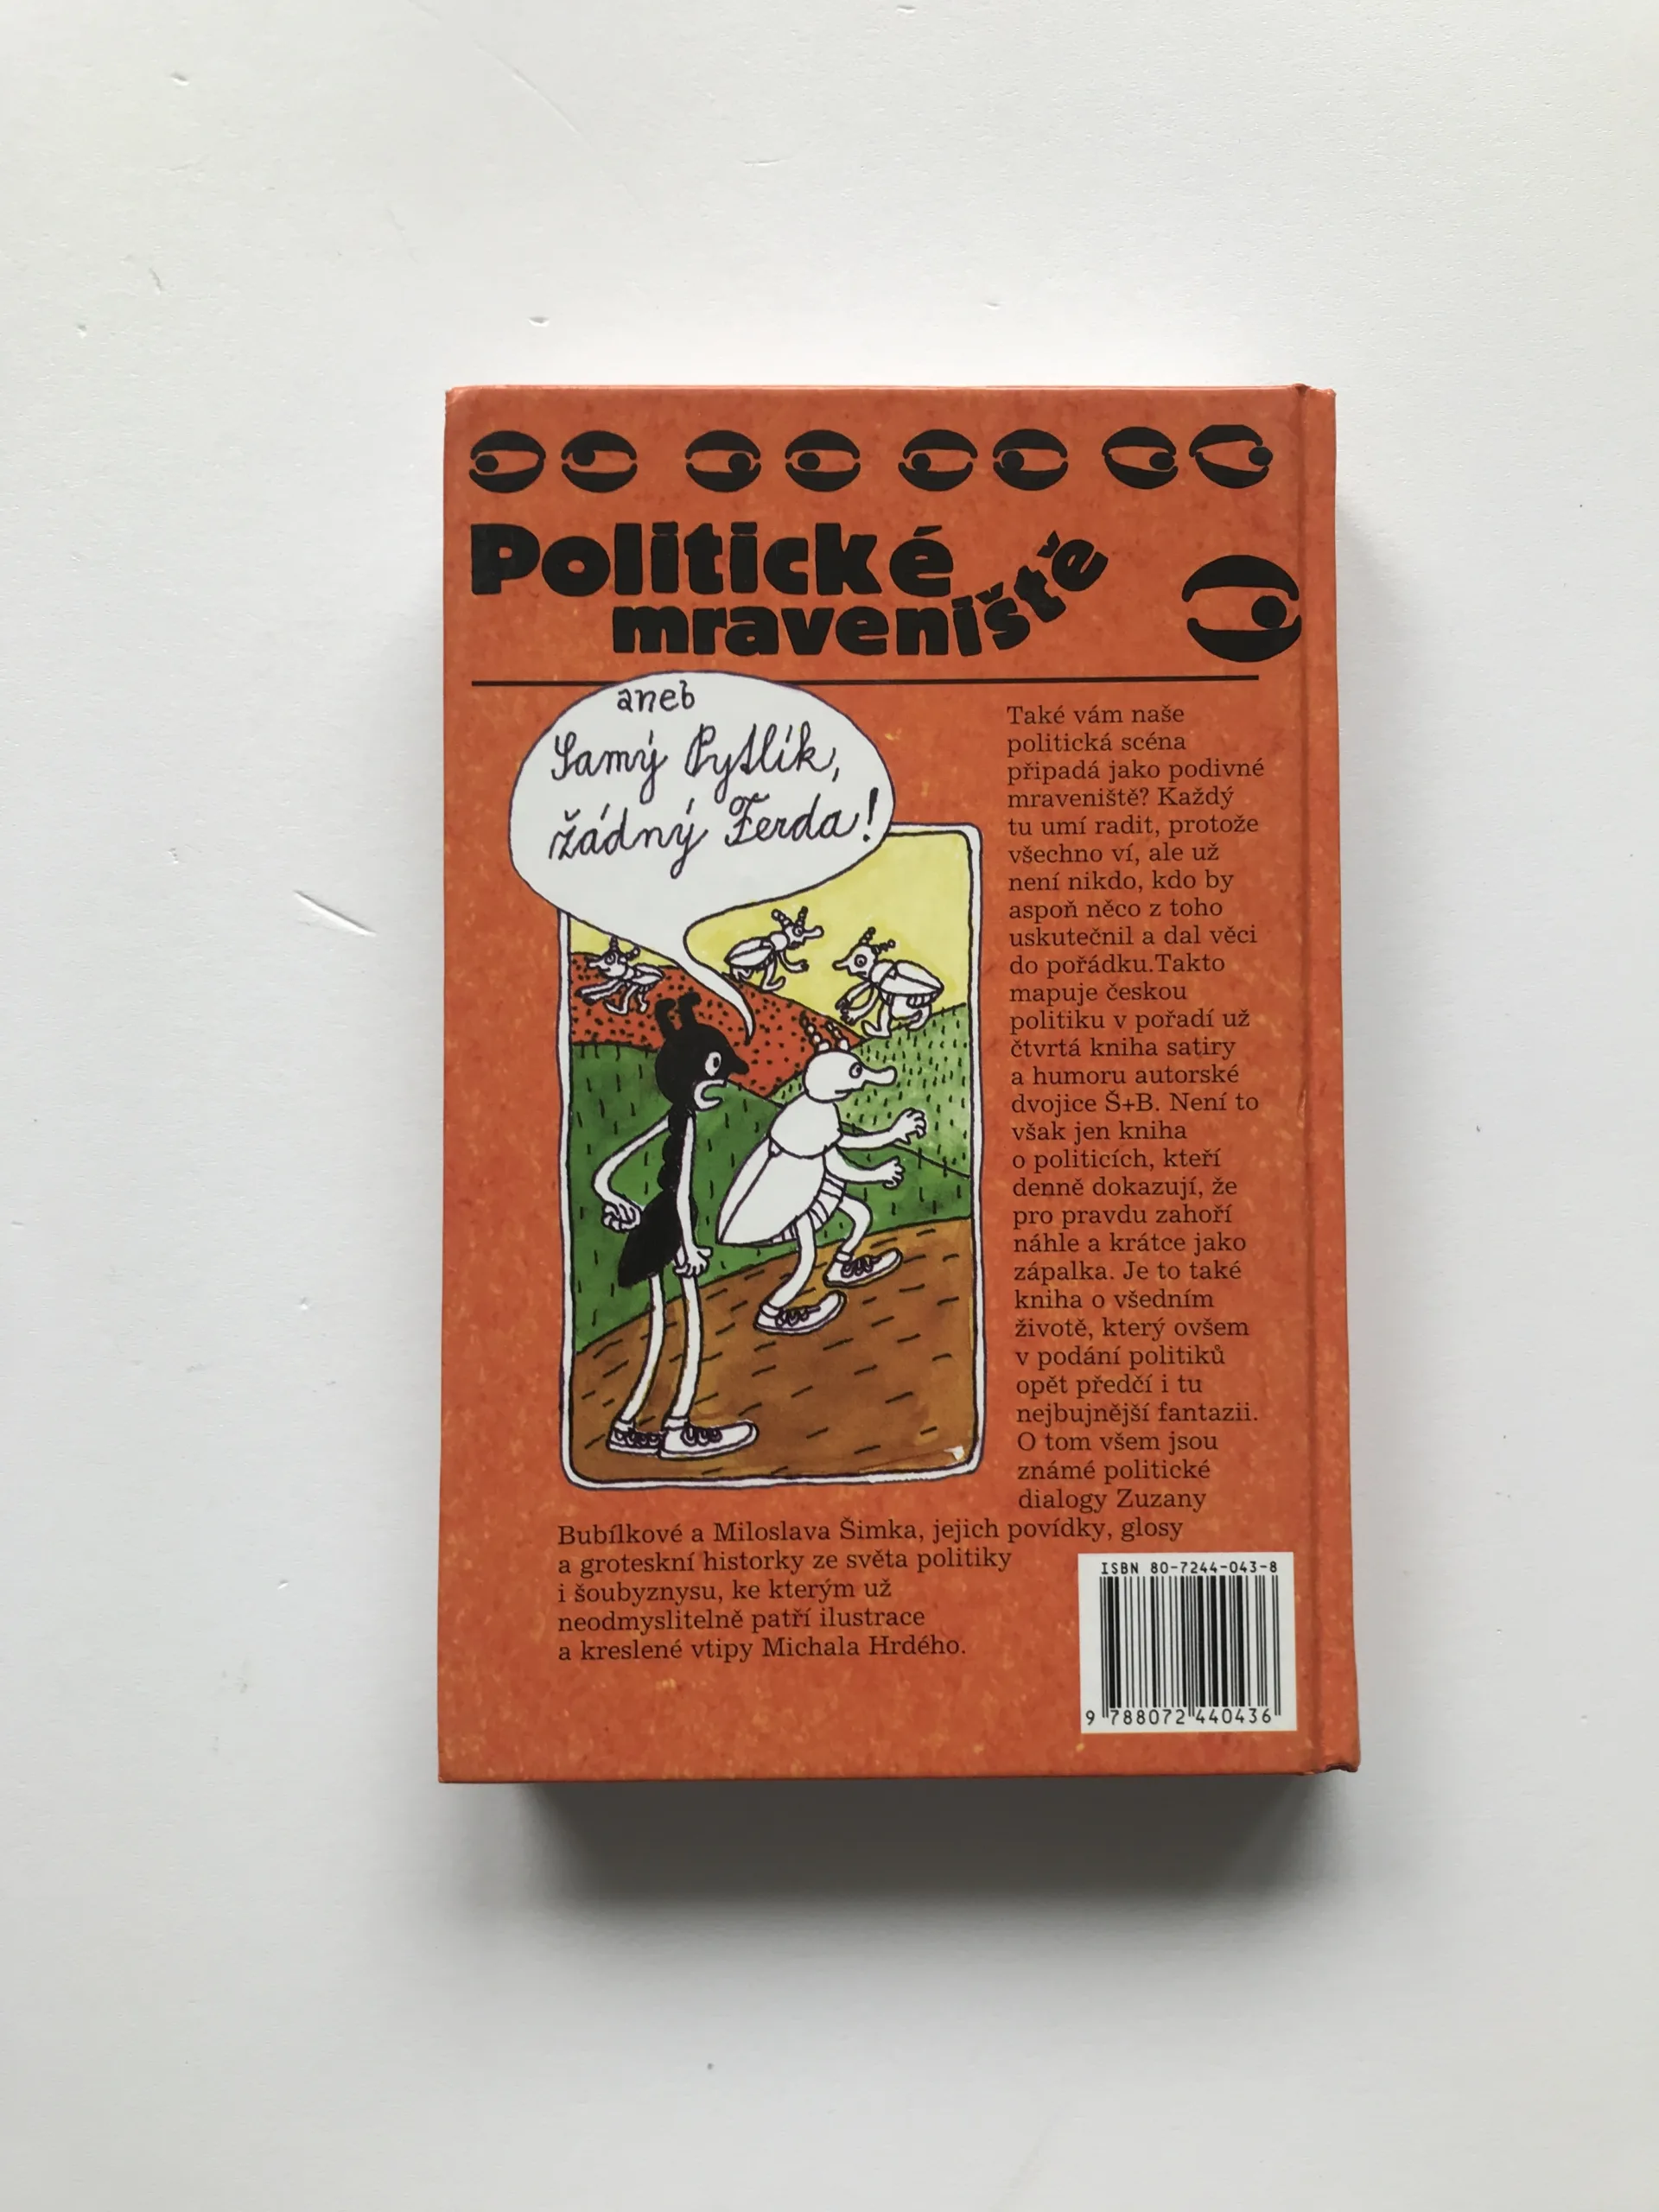 Politické
mraveniště
aneb
Samý Pytlík,
žádný Ferda!
Také vám naše
politická scéna
připadá jako podivné
mraveniště? Každý
tu umí radit, protože
všechno ví, ale už
není nikdo, kdo by
aspoň něco z toho
uskutečnil a dal věci
do pořádku.Takto
mapuje českou
politiku v pořadí už
čtvrtá kniha satiry
a humoru autorské
dvojice Š+B. Není to
však jen kniha
o politicích, kteří
denně dokazují, že
pro pravdu zahoří
náhle a krátce jako
zápalka. Je to také
kniha o všedním
životě, který ovšem
v podání politiků
opět předčí i tu
nejbujnější fantazii.
O tom všem jsou
známé politické
dialogy Zuzany
Bubílkové a Miloslava Šimka, jejich povídky, glosy
a groteskní historky ze světa politiky
i šoubyznysu, ke kterým už
neodmyslitelně patří ilustrace
a kreslené vtipy Michala Hrdého.
ISBN 80-7244-043-8
9 788072 440436